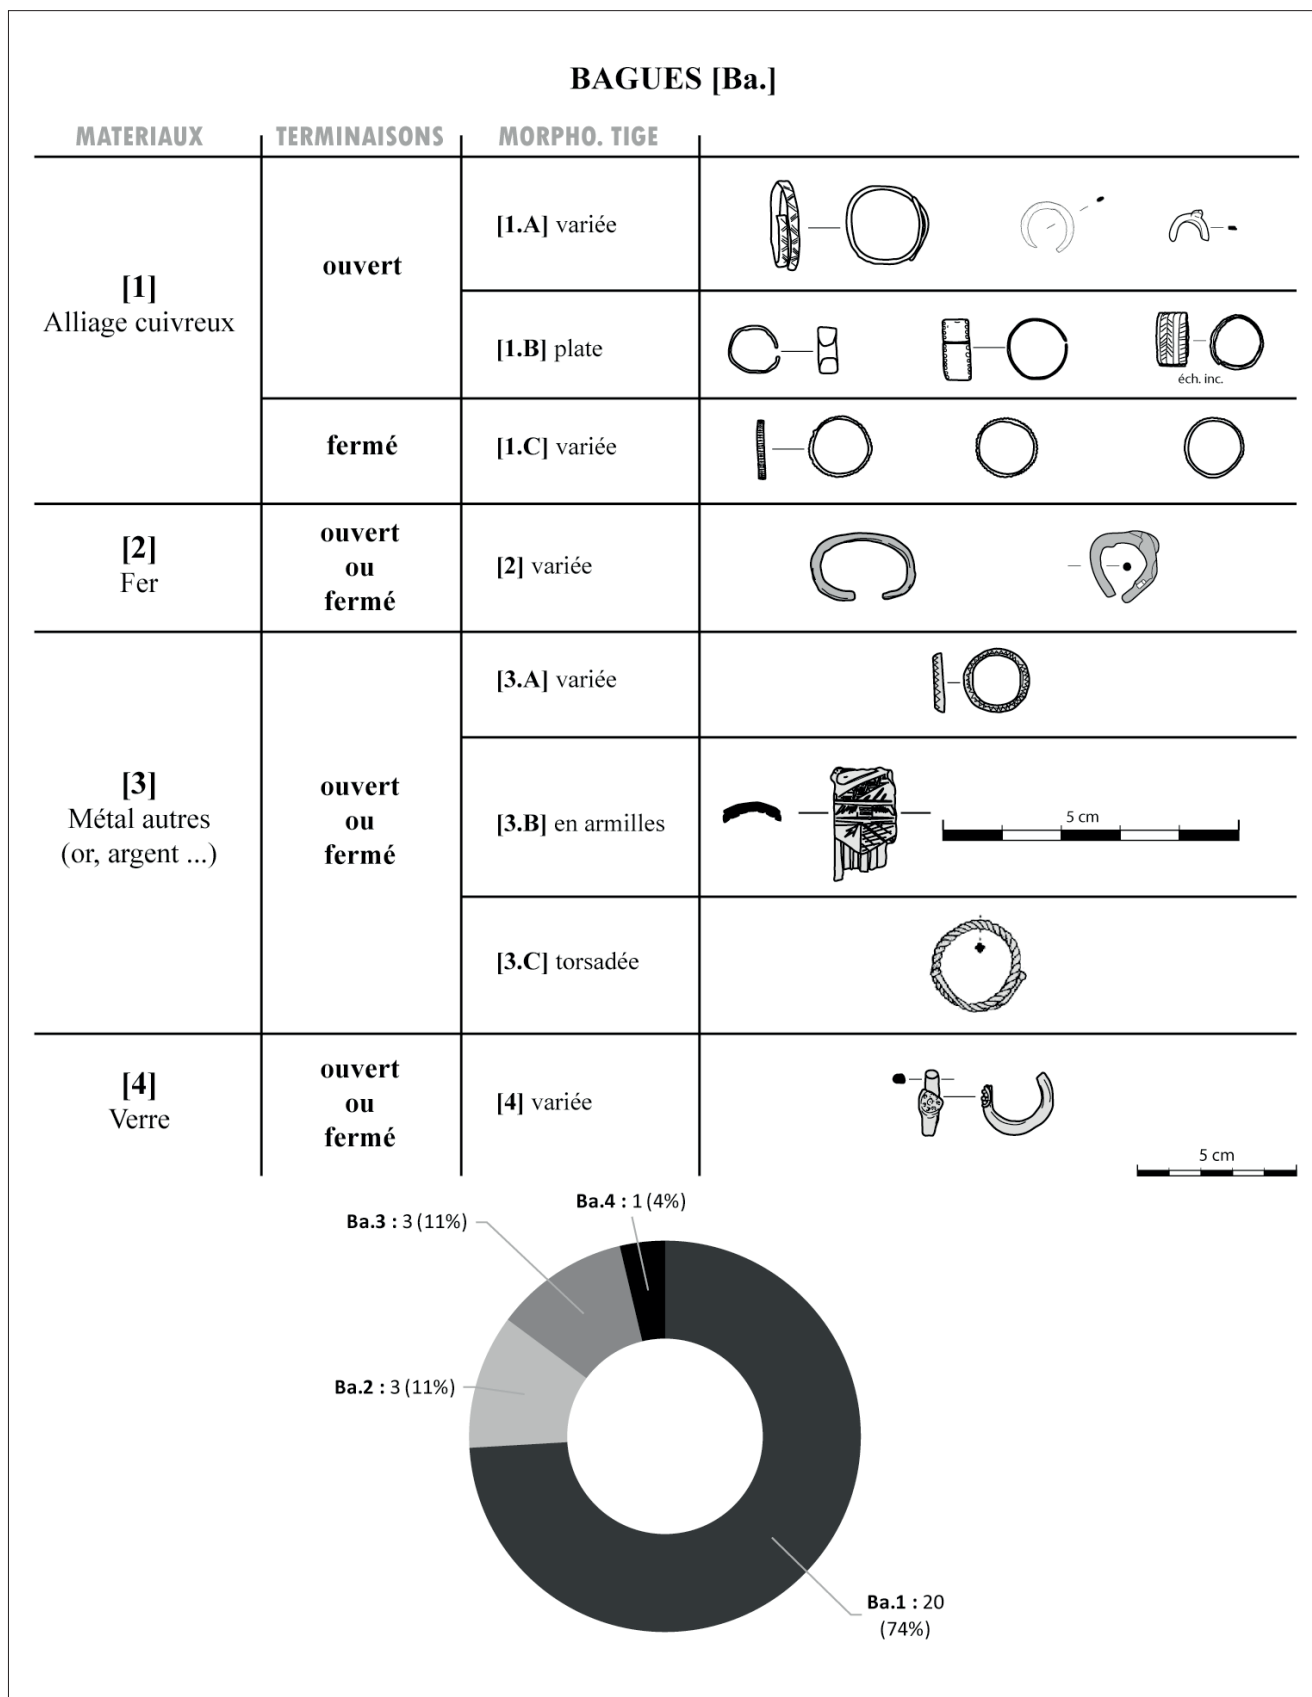 BAGUES [Ba.]
MATERIAUX
TERMINAISONS
MORPHO. TIGE
[1]
Alliage cuivreux
ouvert
[1.A] variée
[1.B] plate
éch. inc.
fermé
[1.C] variée
[2]
Fer
ouvert
ou
fermé
[2] variée
[3]
Métal autres
(or, argent ...)
ouvert
ou
fermé
[3.A] variée
[3.B] en armilles
5 cm
[3.C] torsadée
[4]
Verre
ouvert
ou
fermé
[4] variée
5 cm
Ba.4 : 1 (4%)
Ba.3 : 3 (11%)
Ba.2 : 3 (11%)
Ba.1 : 20
(74%)